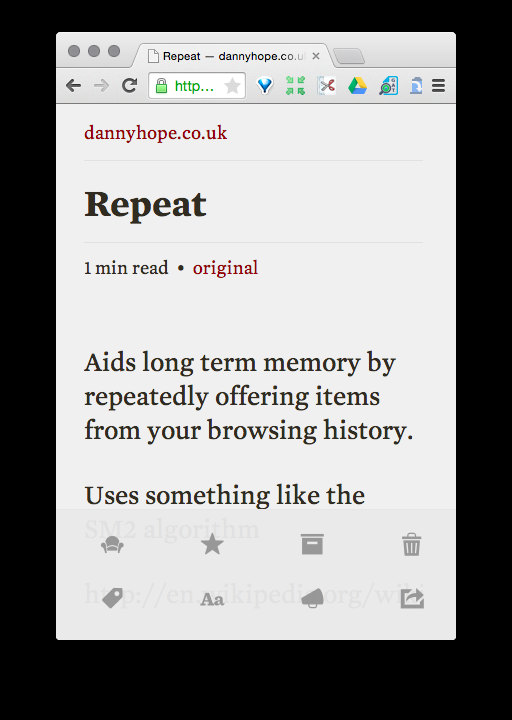 Repeat — dannyhope.co.u
http...
dannyhope.co.uk
Repeat
1 min read • original
Aids long term memory by
repeatedly offering items
from your browsing history.
Uses something like the
SM2 algorithm
http://en.wikipedia.org/wiki
Aa